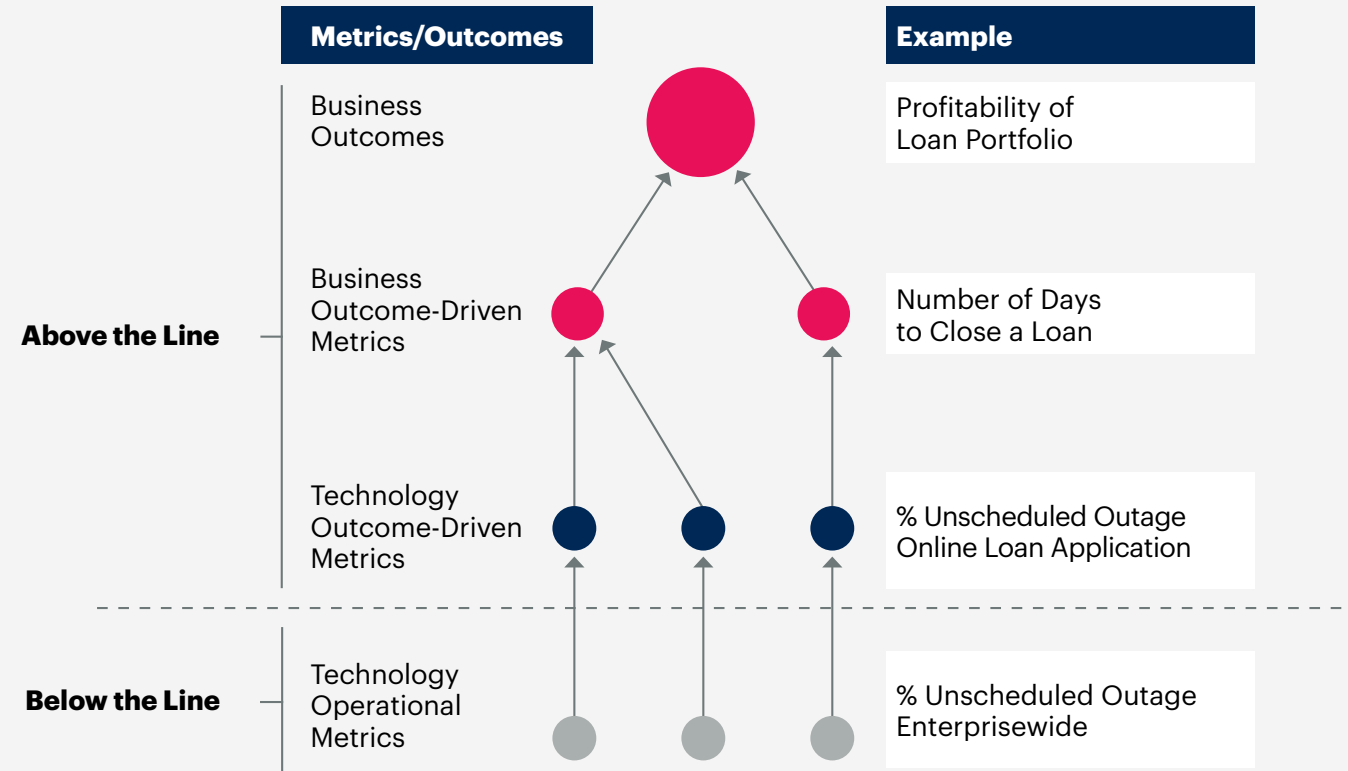 Metrics/Outcomes
Example
Business
Outcomes
Profitability of
Loan Portfolio
Above the Line
Business
Outcome-Driven
Metrics
Number of Days
to Close a Loan
Technology
Outcome-Driven
Metrics
% Unscheduled Outage
Online Loan Application
Below the Line
Technology
Operational
Metrics
% Unscheduled Outage
Enterprisewide